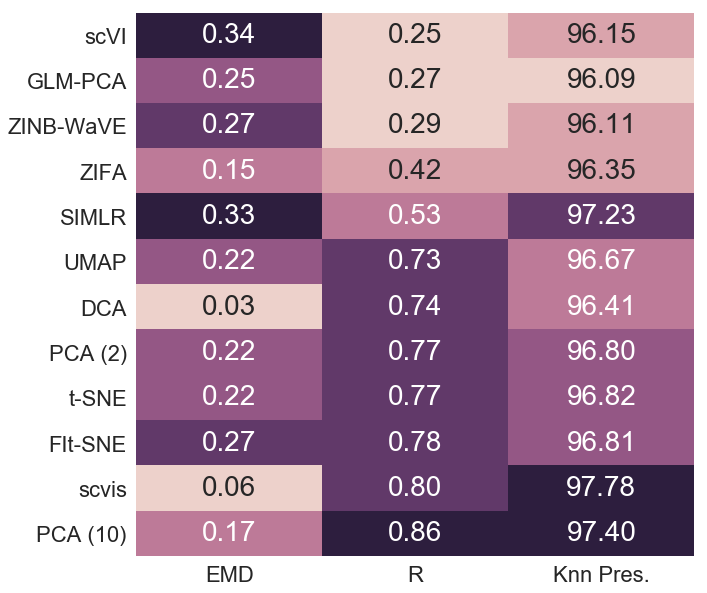 scVI 0.34 0.25 96.15
GLM-PCA 0.25 0.27 96.09
ZINB-WaVE 0.27 0.29 96.11
ZIFA 0.15 0.42 96.35
SIMLR 0.33 0.53 97.23
UMAP 0.22 0.73 96.67
DCA 0.03 0.74 96.41
PCA (2) 0.22 0.77 96.80
t-SNE 0.22 0.77 96.82
FIt-SNE 0.27 0.78 96.81
scvis 0.06 0.80 97.78
PCA (10) 0.17 0.86 97.40
EMD R Knn Pres.